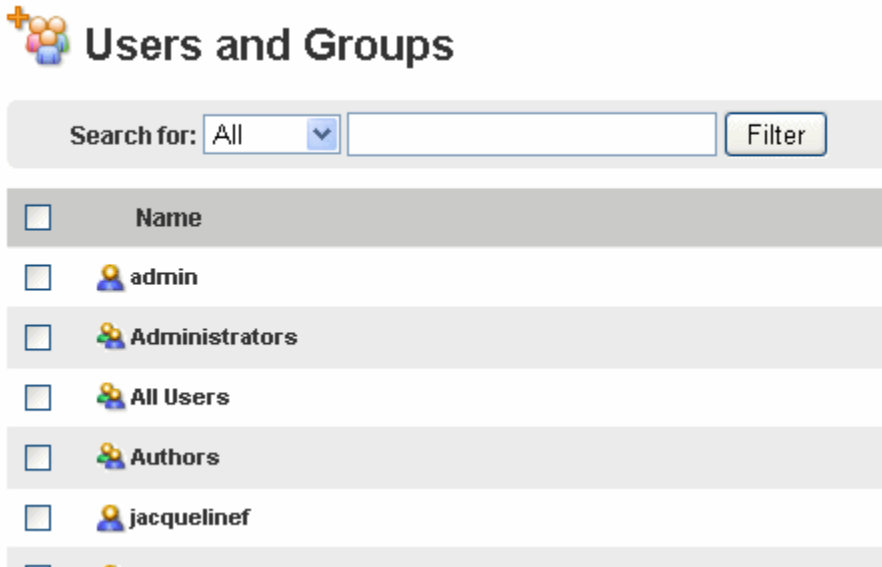 Users and Groups
Search for: All Filter
Name
admin
Administrators
All Users
Authors
jacquelinef